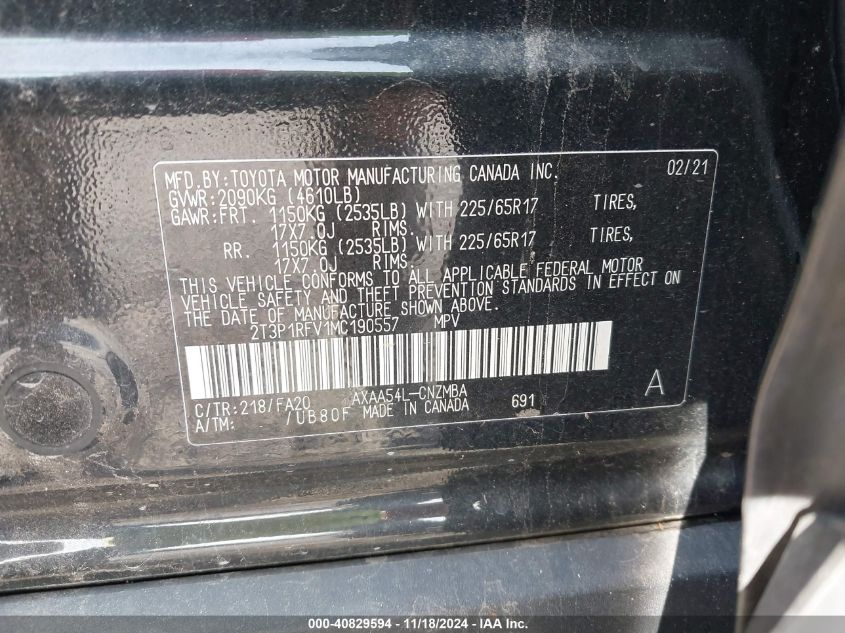 MFD.BY:TOYOTA MOTOR MANUFACTURING CANADA INC. 02/21
GVWR:2090KG (4610LB)
GAWR:FRT. 1150KG (2535LB) WITH 225/65R17 TIRES,
17X7.0J RIMS.
RR. 1150KG (2535LB) WITH 225/65R17 TIRES,
17X7.0J RIMS.
THIS VEHICLE CONFORMS TO ALL APPLICABLE FEDERAL MOTOR
VEHICLE SAFETY AND THEFT PREVENTION STANDARDS IN EFFECT ON
THE DATE OF MANUFACTURE SHOWN ABOVE.
2T3P1RFV1MC190557 MPV
C/TR:218/FA20 AXAA54L-CNZMBA 691 A
A/TM: /UB80F MADE IN CANADA
000-40829594 - 11/18/2024 - IAA Inc.